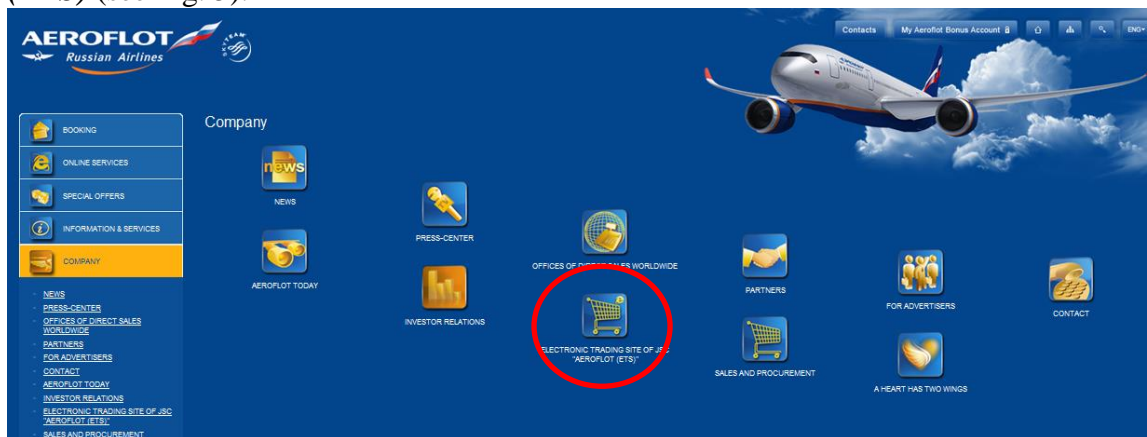 AEROFLOT
Russian Airlines
Contacts
My Aeroflot Bonus Account
ENG
BOOKING
ONLINE SERVICES
SPECIAL OFFERS
INFORMATION & SERVICES
COMPANY
NEWS
PRESS-CENTER
OFFICES OF DIRECT SALES
WORLDWIDE
PARTNERS
FOR ADVERTISERS
CONTACT
AEROFLOT TODAY
INVESTOR RELATIONS
ELECTRONIC TRADING SITE OF JSC
"AEROFLOT (ETS)"
SALES AND PROCUREMENT
Company
news
NEWS
AEROFLOT TODAY
PRESS-CENTER
INVESTOR RELATIONS
OFFICES OF DIRECT SALES WORLDWIDE
ELECTRONIC TRADING SITE OF JSC
"AEROFLOT (ETS)"
PARTNERS
SALES AND PROCUREMENT
FOR ADVERTISERS
A HEART HAS TWO WINGS
CONTACT